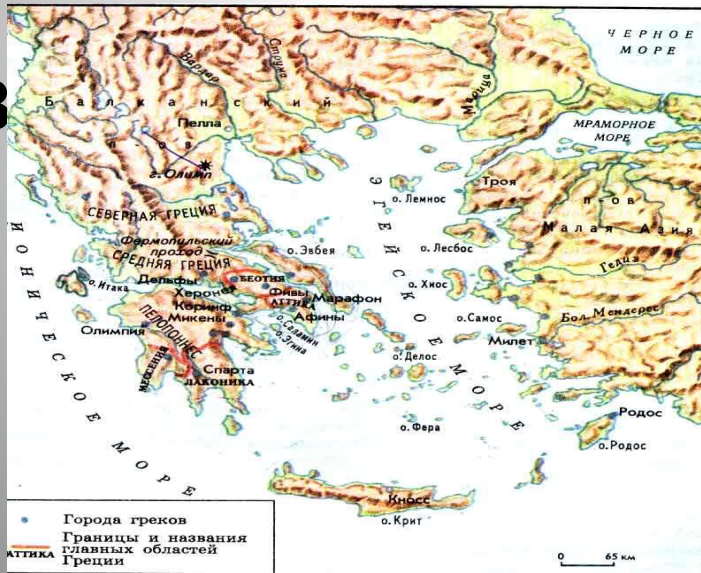 ЧЕРНОЕ
МОРЕ
Вардар
Струма
Марица
Балканский
п-ов
Пелла
МРАМОРНОЕ
МОРЕ
г. Олимп
Троя
о. Лемнос
п-ов
Малая Азия
СЕВЕРНАЯ ГРЕЦИЯ
Фермопильский
проход
о. Эвбея
о. Лесбос
СРЕДНЯЯ ГРЕЦИЯ
Гедиз
Дельфы
БЕОТИЯ
о. Итака
Фивы
о. Хиос
Херонея
АТТИКА
Марафон
Коринф
Афины
Бол Мендерес
Микены
о. Саламин
о. Самос
Олимпия
ПЕЛОПОННЕС
о. Эгина
Милет
о. Делос
МЕССЕНИЯ
Спарта
ЛАКОНИКА
о. Фера
Родос
о. Родос
ИОНИЧЕСКОЕ МОРЕ
ЭГЕЙСКОЕ МОРЕ
Кносс
о. Крит
Города греков
Границы и названия
АТТИКА главных областей
Греции
0 65 км